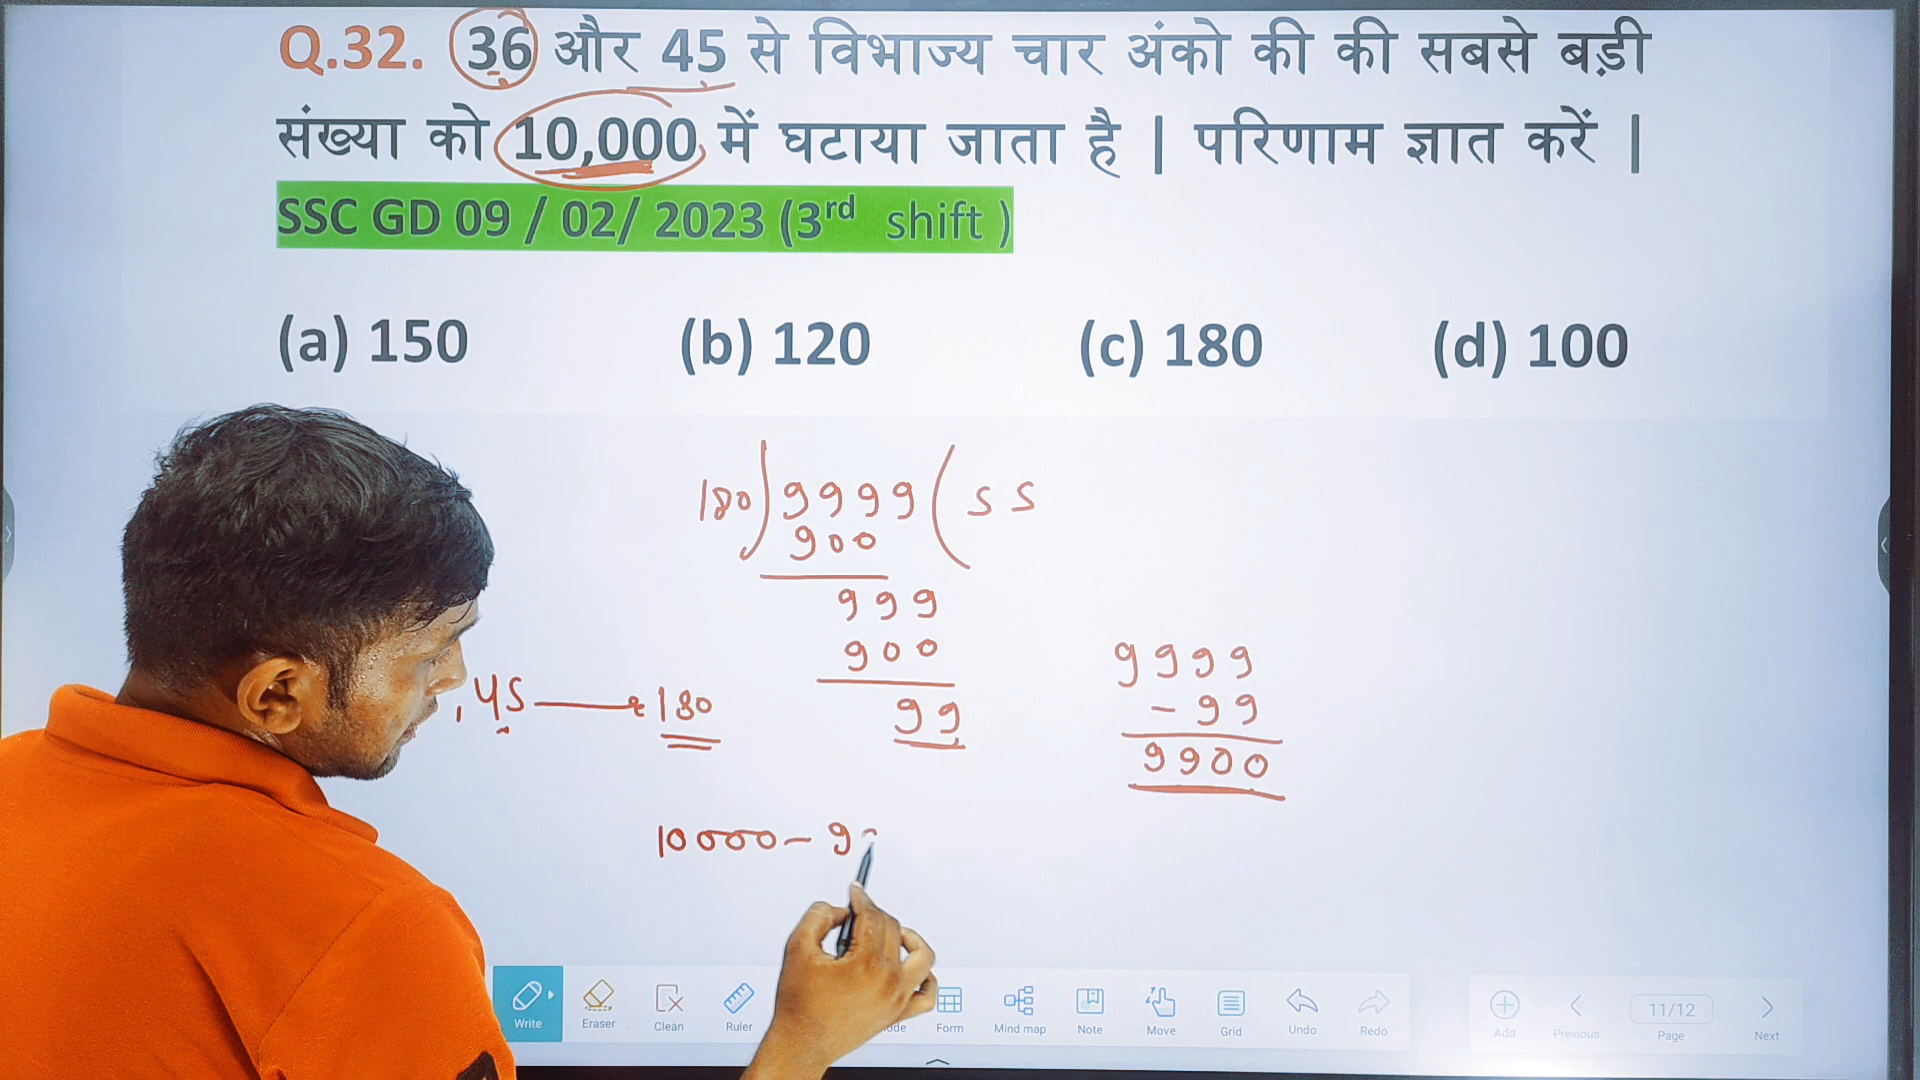 Q.32. 36 और 45 से विभाज्य चार अंको की की सबसे बड़ी
संख्या को 10,000 में घटाया जाता है | परिणाम ज्ञात करें |
SSC GD 09 / 02/ 2023 (3rd shift )
(a) 150 (b) 120 (c) 180 (d) 100
180)9999(55
900
999
900
99
, 45 180
9999
- 99
9900
10000 - 9
Write Eraser Clean Ruler Form Mind map Note Move Grid Undo Redo Add Previous 11/12 Page Next